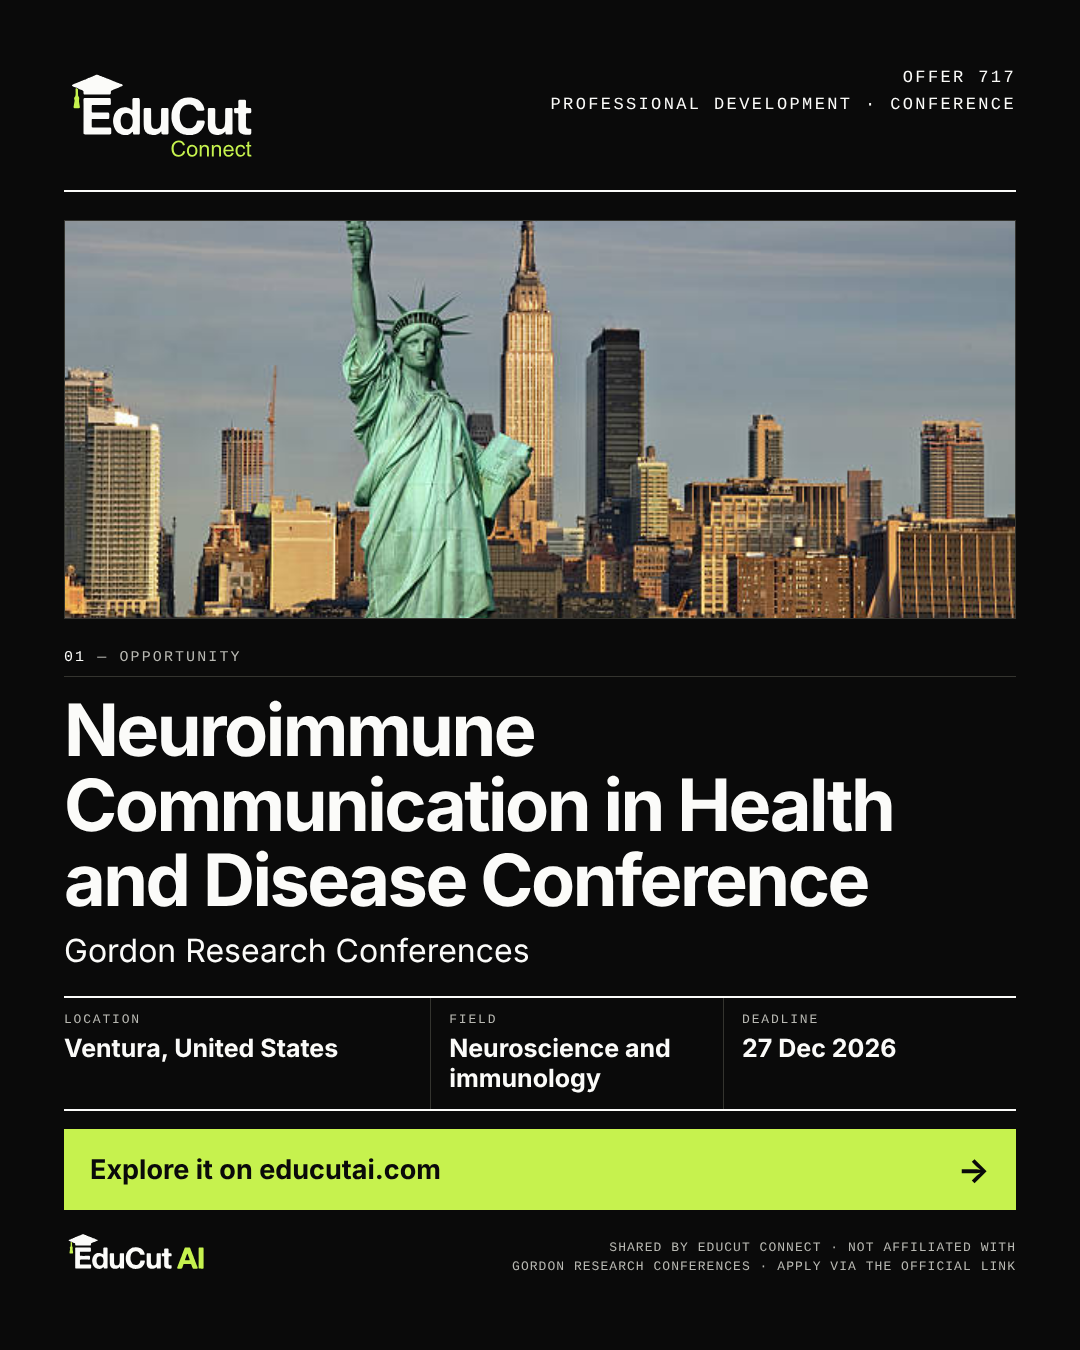 EduCut
Connect
OFFER 717
PROFESSIONAL DEVELOPMENT · CONFERENCE
01 — OPPORTUNITY
Neuroimmune
Communication in Health
and Disease Conference
Gordon Research Conferences
LOCATION
Ventura, United States
FIELD
Neuroscience and
immunology
DEADLINE
27 Dec 2026
Explore it on educutai.com →
EduCut AI
SHARED BY EDUCUT CONNECT · NOT AFFILIATED WITH
GORDON RESEARCH CONFERENCES · APPLY VIA THE OFFICIAL LINK